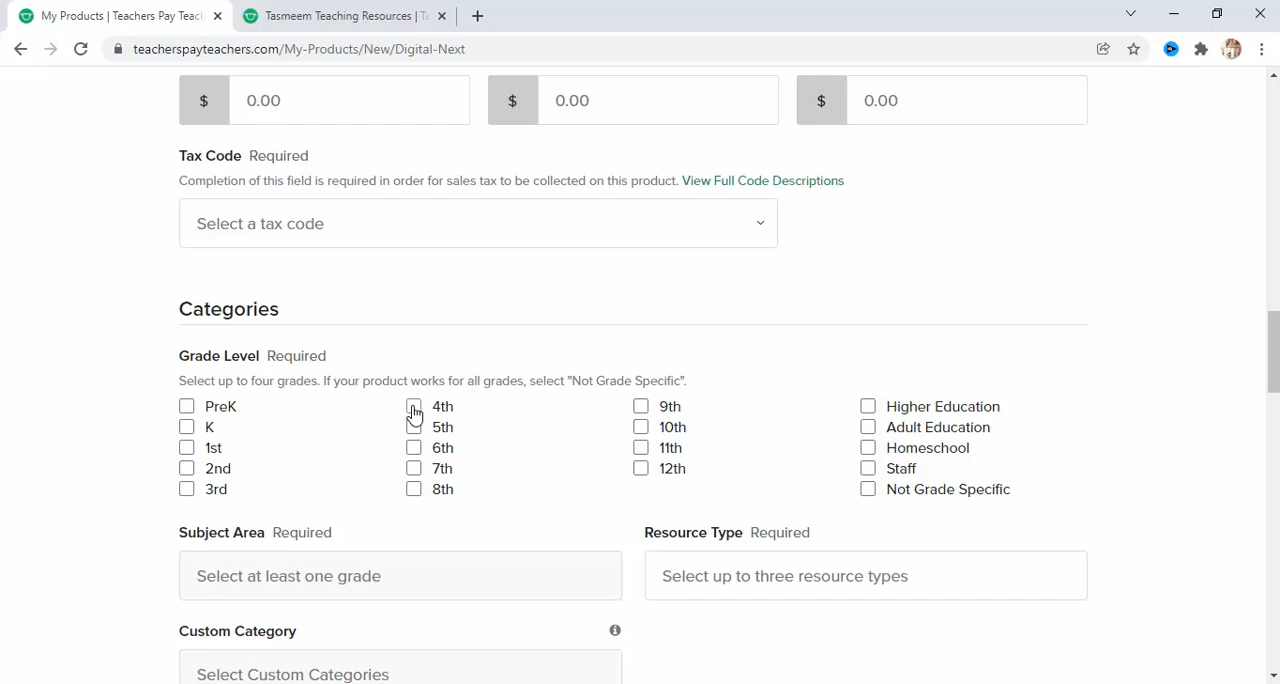 My Products | Teachers Pay Teach
Tasmeem Teaching Resources | Te
teacherspayteachers.com/My-Products/New/Digital-Next
$ 0.00 $ 0.00 $ 0.00
Tax Code Required
Completion of this field is required in order for sales tax to be collected on this product. View Full Code Descriptions
Select a tax code
Categories
Grade Level Required
Select up to four grades. If your product works for all grades, select "Not Grade Specific".
PreK 4th 9th Higher Education
K 5th 10th Adult Education
1st 6th 11th Homeschool
2nd 7th 12th Staff
3rd 8th Not Grade Specific
Subject Area Required Resource Type Required
Select at least one grade Select up to three resource types
Custom Category
Select Custom Categories